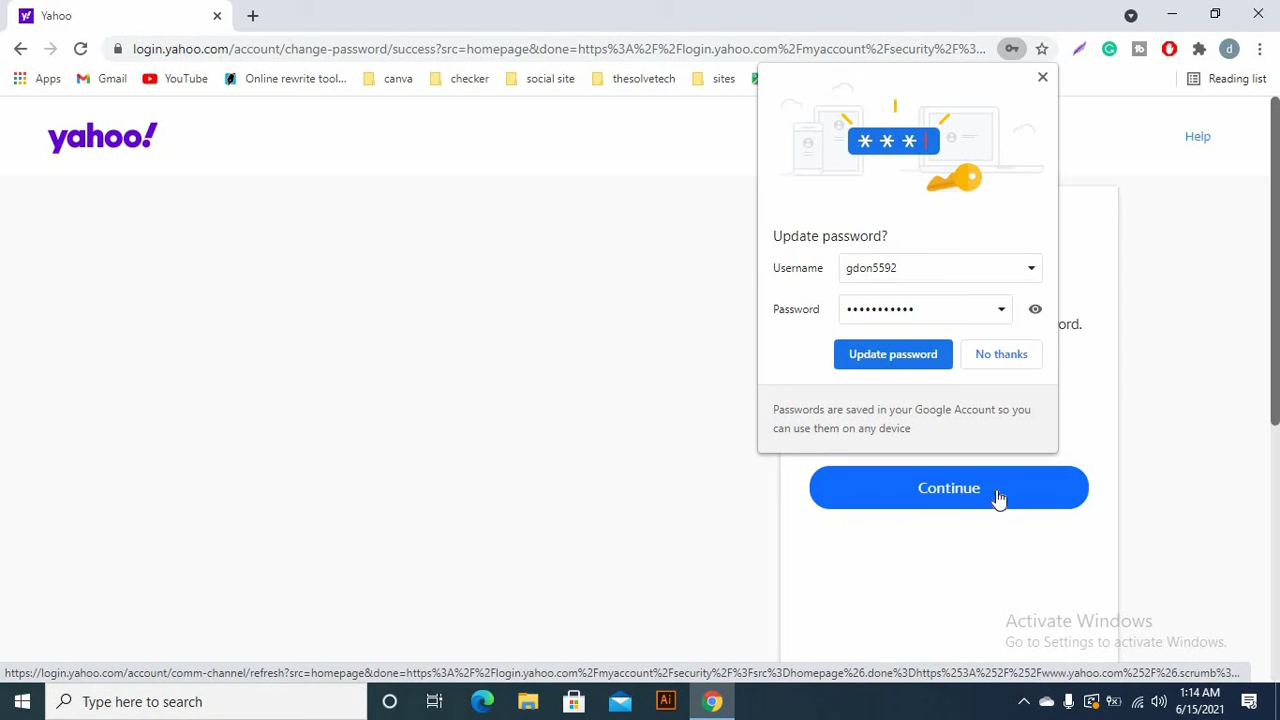 Yahoo
login.yahoo.com/account/change-password/success?src=homepage&done=https%3A%2F%2Flogin.yahoo.com%2Fmyaccount%2Fsecurity%2F%3...
d
Apps
Gmail
YouTube
Online rewrite tool...
canva
checker
social site
thesolvetech
sites
Reading list
yahoo!
Help
* * *
Update password?
Username
gdon5592
Password
•••••••••••
ord.
Update password
No thanks
Passwords are saved in your Google Account so you
can use them on any device
Continue
Activate Windows
Go to Settings to activate Windows.
https://login.yahoo.com/account/comm-channel/refresh?src=homepage&done=https%3A%2F%2Flogin.yahoo.com%2Fmyaccount%2Fsecurity%2F%3Fsrc%3Dhomepage%26.done%3Dhttps%253A%252F%252Fwww.yahoo.com%252F%26.scrumb%3...
Type here to search
Ai
1:14 AM
6/15/2021